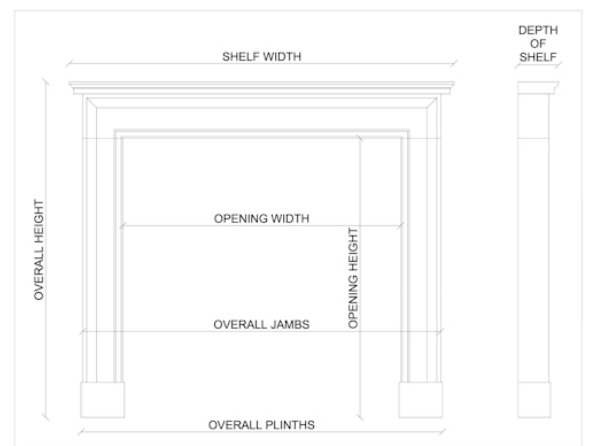 DEPTH
OF
SHELF
SHELF WIDTH
OVERALL HEIGHT
OPENING WIDTH
OPENING HEIGHT
OVERALL JAMBS
OVERALL PLINTHS